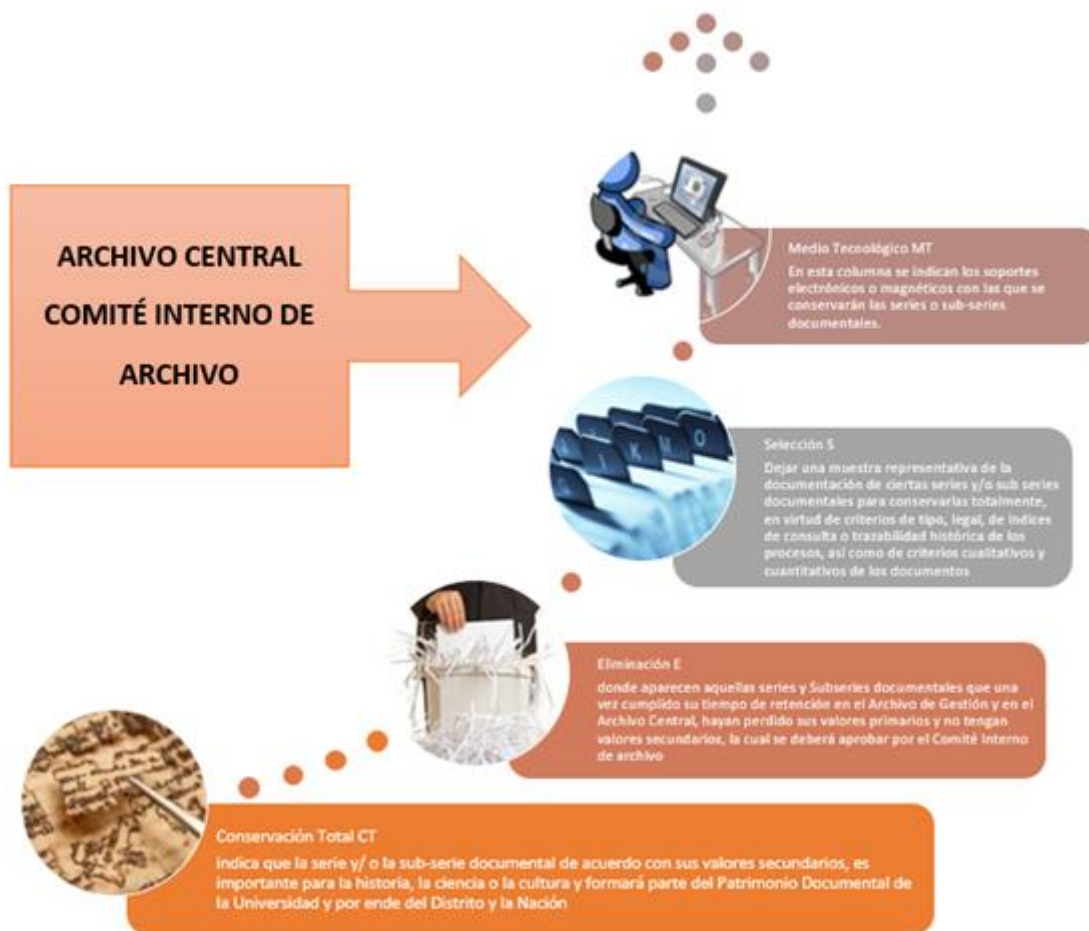 ARCHIVO CENTRAL
COMITÉ INTERNO DE
ARCHIVO
Medio Tecnológico MT
En esta columna se indican los soportes
electrónicos o magnéticos con las que se
conservarán las series o sub-series
documentales.
Selección S
Dejar una muestra representativa de la
documentación de ciertas series y/o sub series
documentales para conservarlas totalmente,
en virtud de criterios de tipo, legal, de índices
de consulta o trazabilidad histórica de los
procesos, así como de criterios cualitativos y
cuantitativos de los documentos
K M O
Eliminación E
donde aparecen aquellas series y Subseries documentales que una
vez cumplido su tiempo de retención en el Archivo de Gestión y en el
Archivo Central, hayan perdido sus valores primarios y no tengan
valores secundarios, la cual se deberá aprobar por el Comité Interno
de archivo
Conservación Total CT
indica que la serie y/ o la sub-serie documental de acuerdo con sus valores secundarios, es
importante para la historia, la ciencia o la cultura y formará parte del Patrimonio Documental de
la Universidad y por ende del Distrito y la Nación